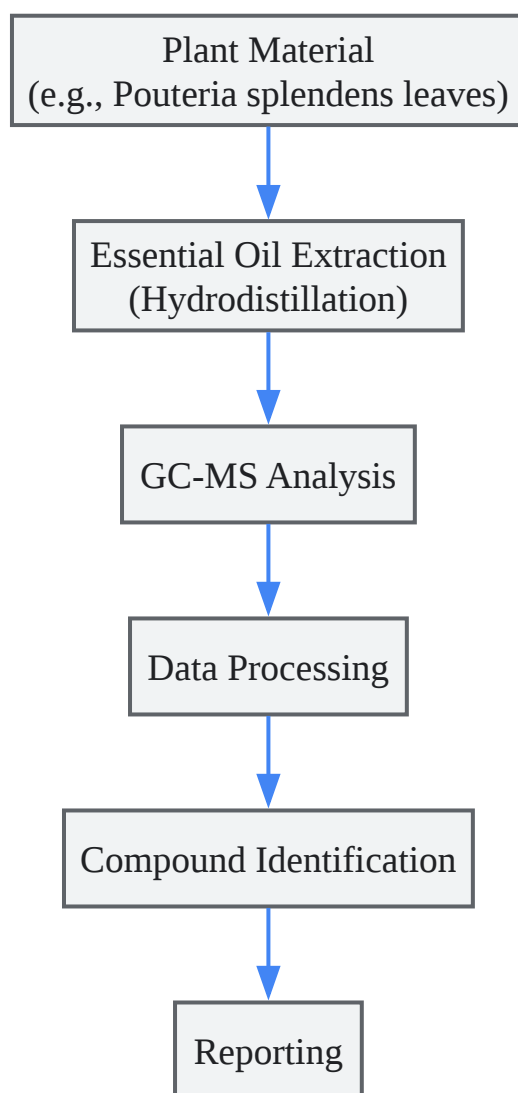 Plant Material
(e.g., Pouteria splendens leaves)
Essential Oil Extraction
(Hydrodistillation)
GC-MS Analysis
Data Processing
Compound Identification
Reporting